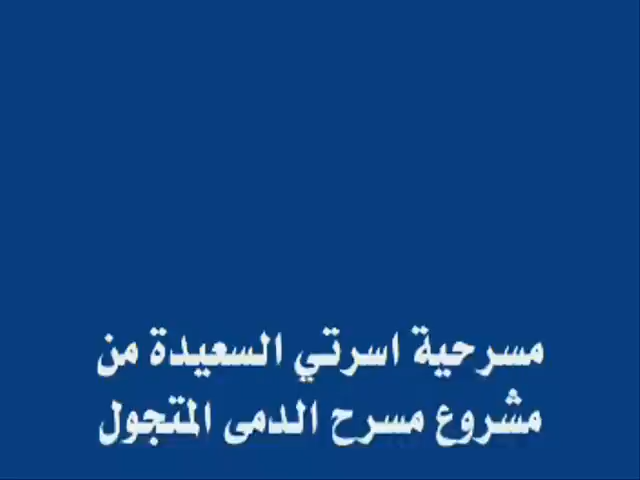 مسرحية اسرتي السعيدة من
مشروع مسرح الدمى المتجول